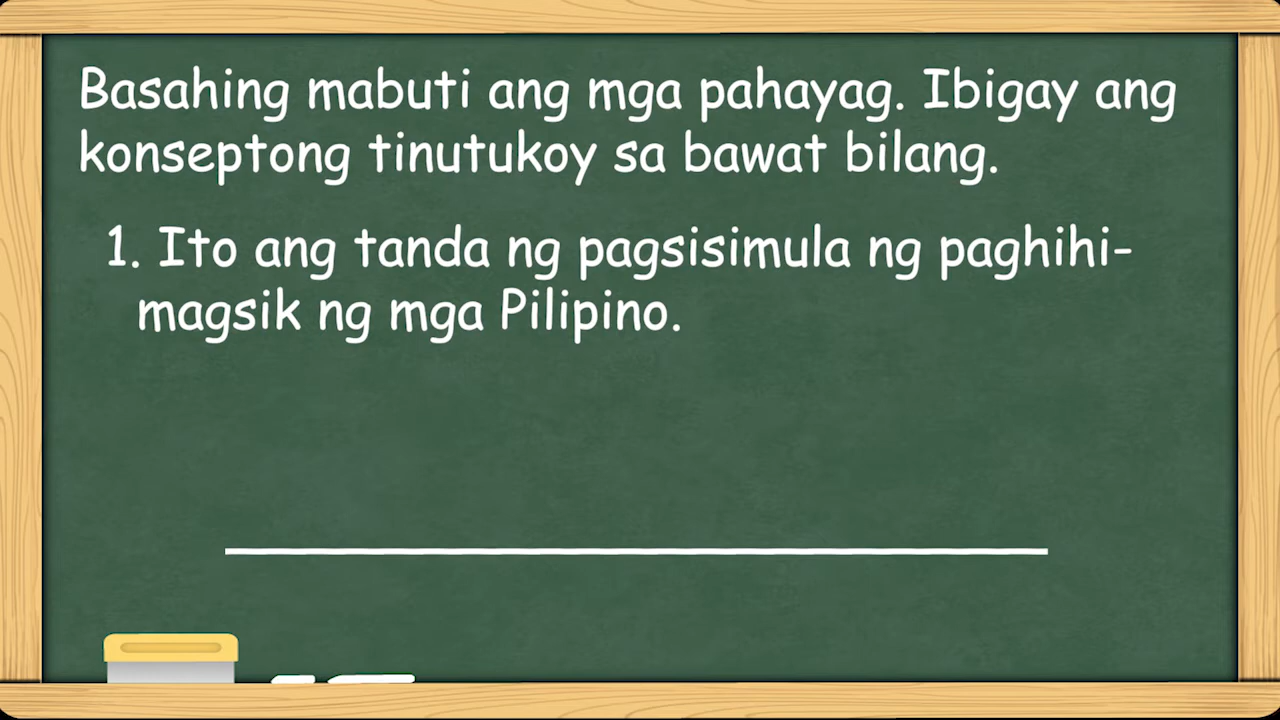 Basahing mabuti ang mga pahayag. Ibigay ang
konseptong tinutukoy sa bawat bilang.
1. Ito ang tanda ng pagsisimula ng paghihi-
magsik ng mga Pilipino.